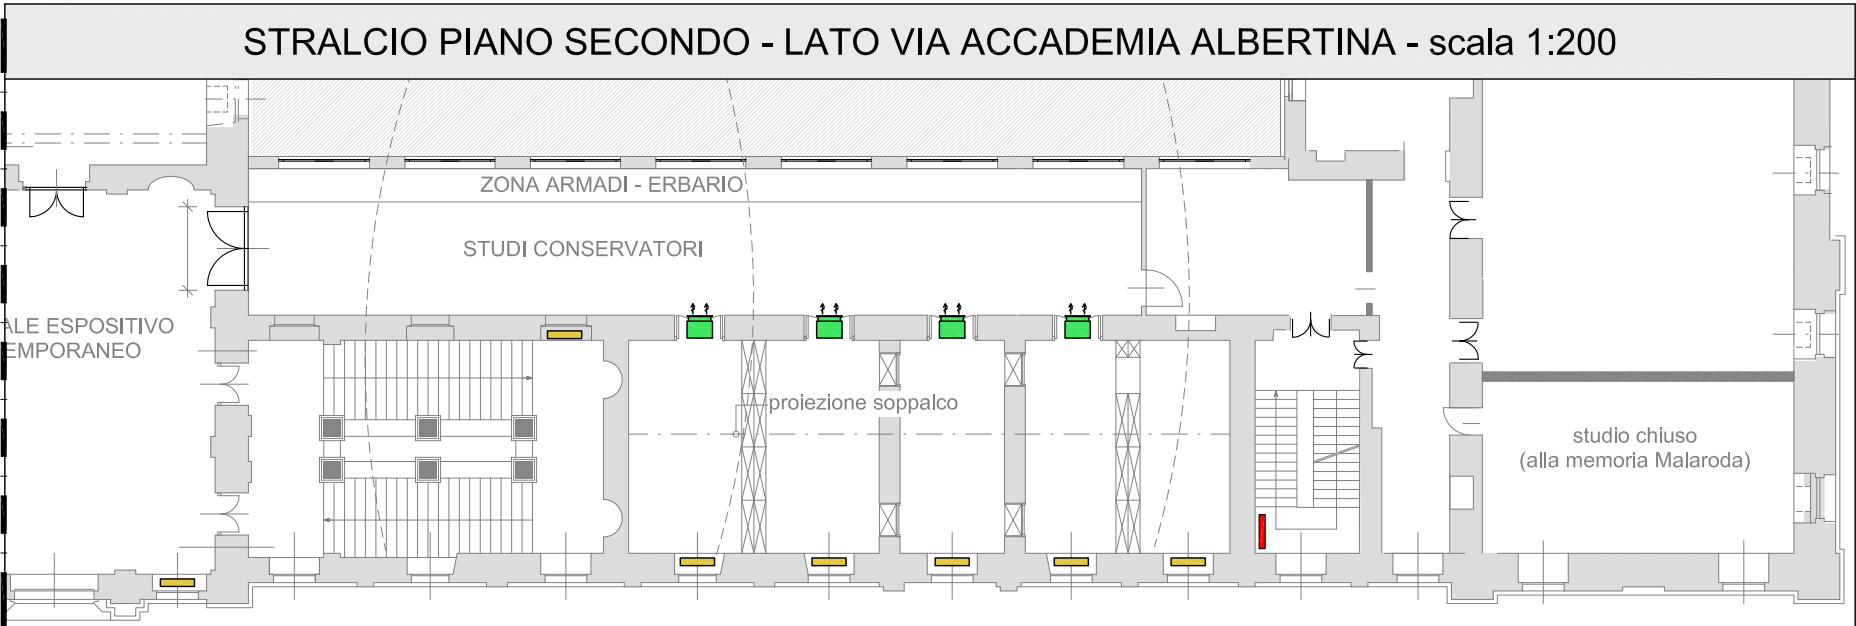 STRALCIO PIANO SECONDO - LATO VIA ACCADEMIA ALBERTINA - scala 1:200
ZONA ARMADI - ERBARIO
STUDI CONSERVATORI
ALE ESPOSITIVO
EMPORANEO
proiezione soppalco
studio chiuso
(alla memoria Malaroda)